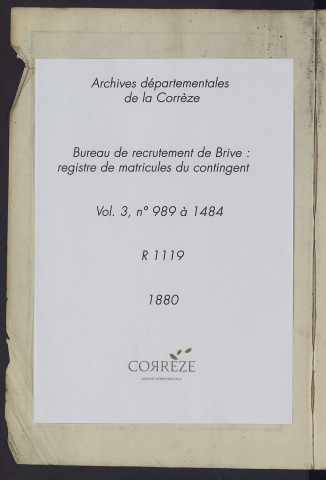 Archives départementales
de la Corrèze
Bureau de recrutement de Brive :
registre de matricules du contingent
Vol. 3, n° 989 à 1484
R 1119
1880
CORRÈZE